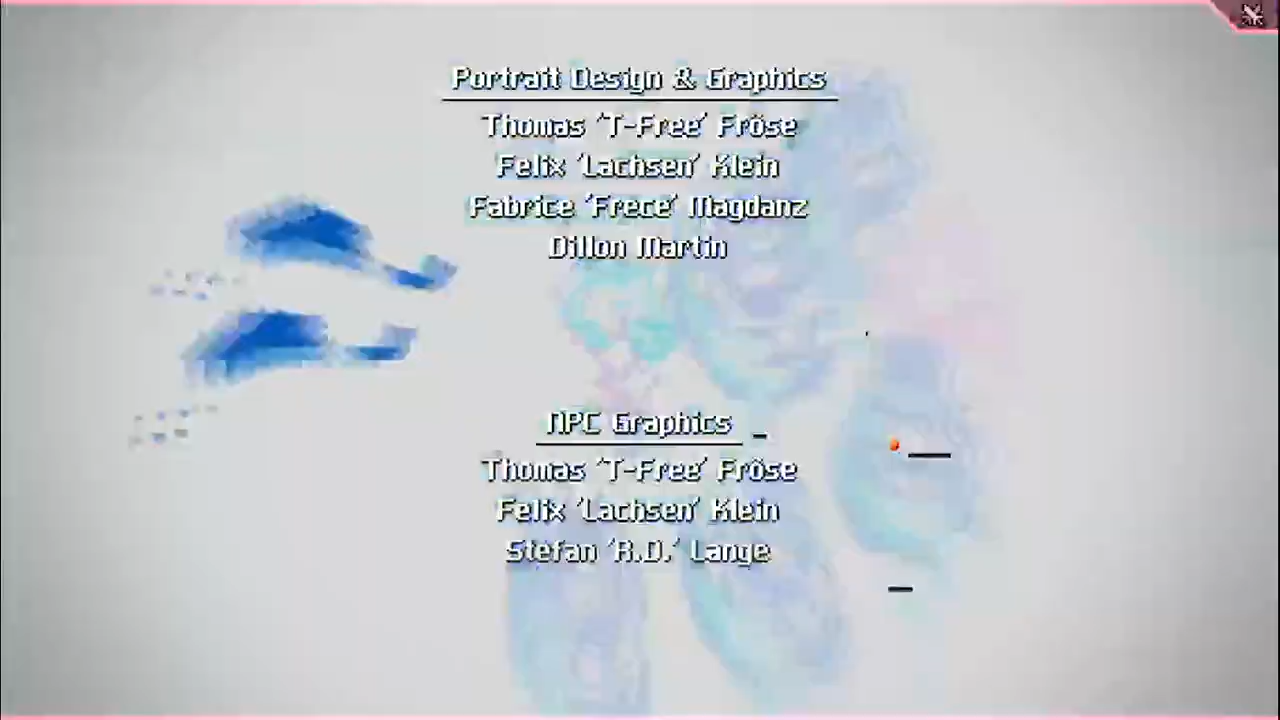 Portrait Design & Graphics
Thomas 'T-Free' Fröse
Felix 'Lachsen' Klein
Fabrice 'Frece' Magdanz
Dillon Martin
NPC Graphics
Thomas 'T-Free' Fröse
Felix 'Lachsen' Klein
Stefan 'R.D.' Lange